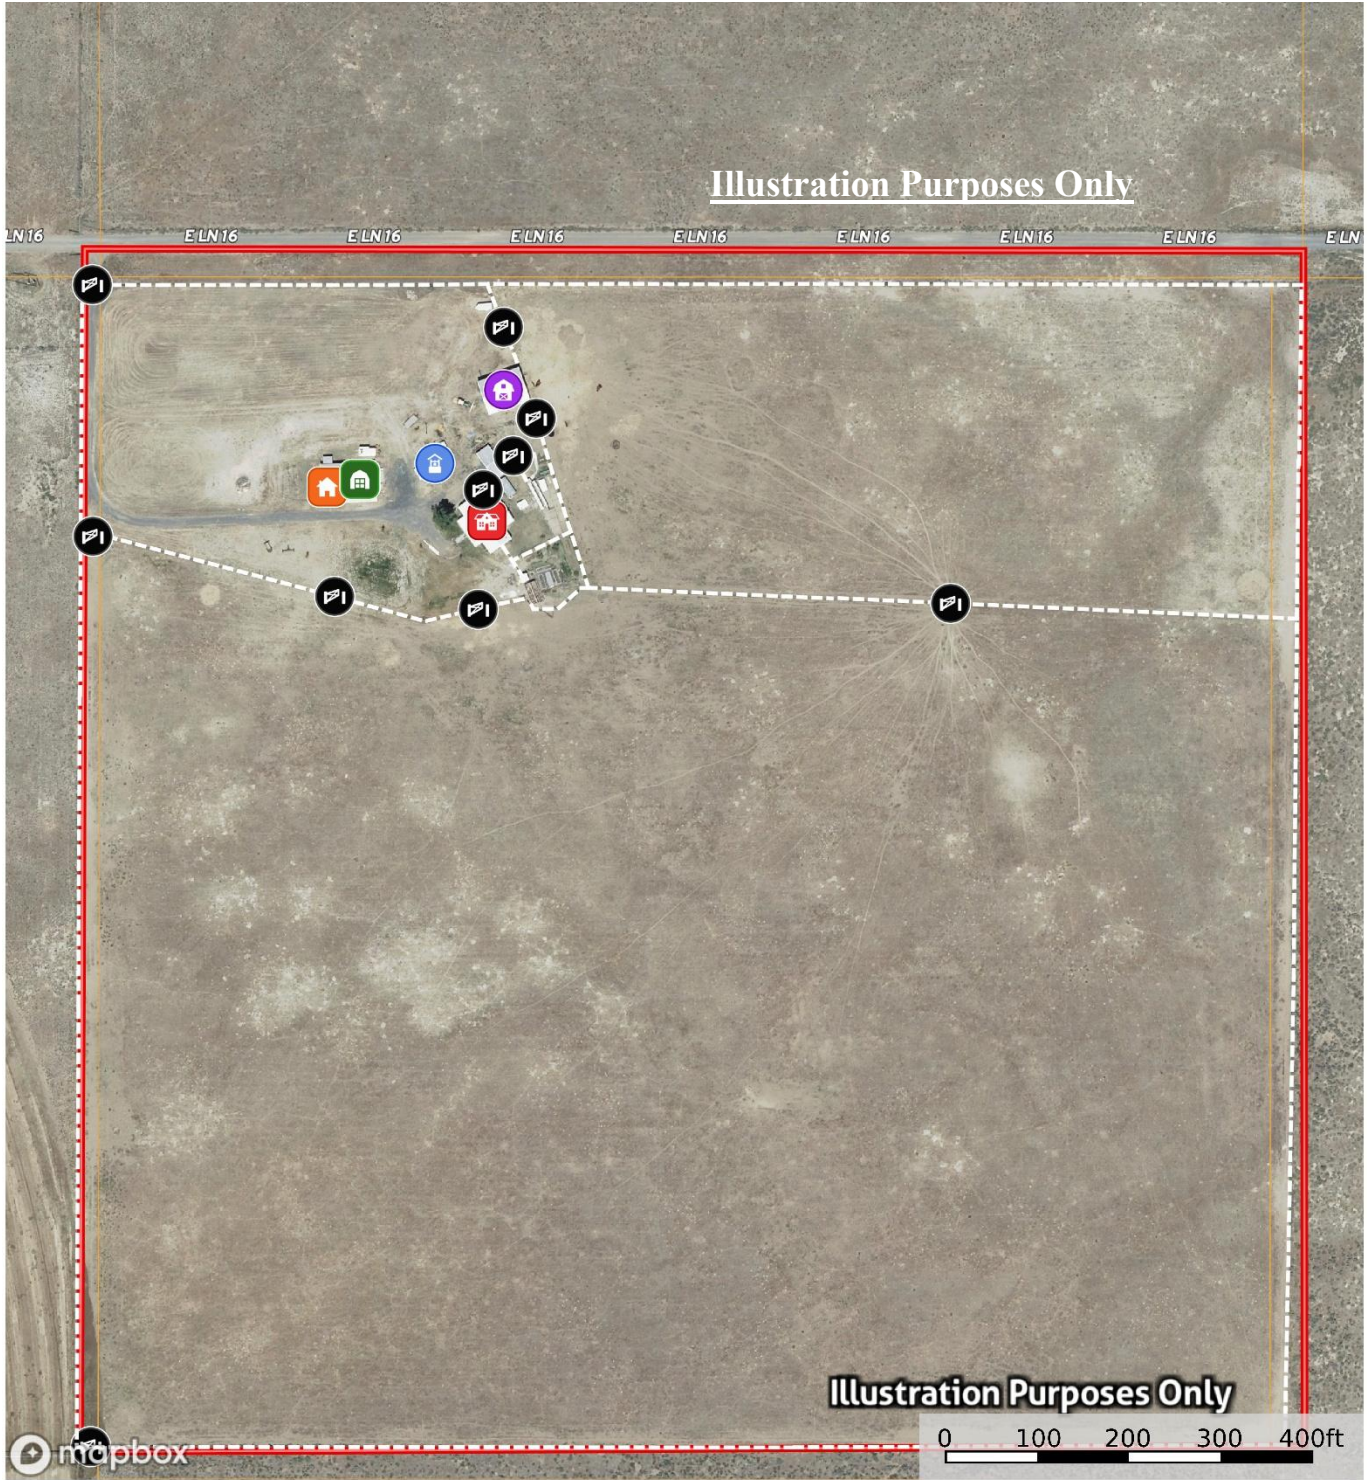 Illustration Purposes Only
LN 16 E LN 16 E LN 16 E LN 16 E LN 16 E LN 16 E LN 16 E LN 16 E LN
Illustration Purposes Only
0 100 200 300 400ft
mapbox